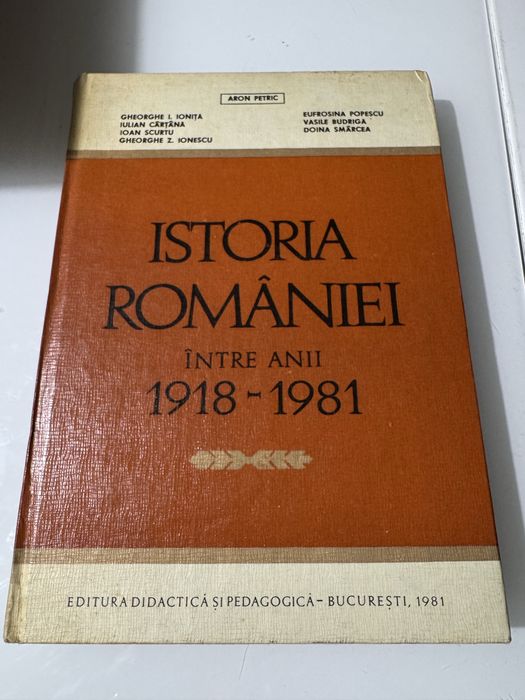 ARON PETRIC
GHEORGHE I. IONIȚA
IULIAN CÂRȚÂNĂ
IOAN SCURTU
GHEORGHE Z. IONESCU
EUFROSINA POPESCU
VASILE BUDRIGA
DOINA SMÂRCEA
ISTORIA
ROMÂNIEI
ÎNTRE ANII
1918-1981
EDITURA DIDACTICĂ ȘI PEDAGOGICĂ - BUCUREȘTI, 1981